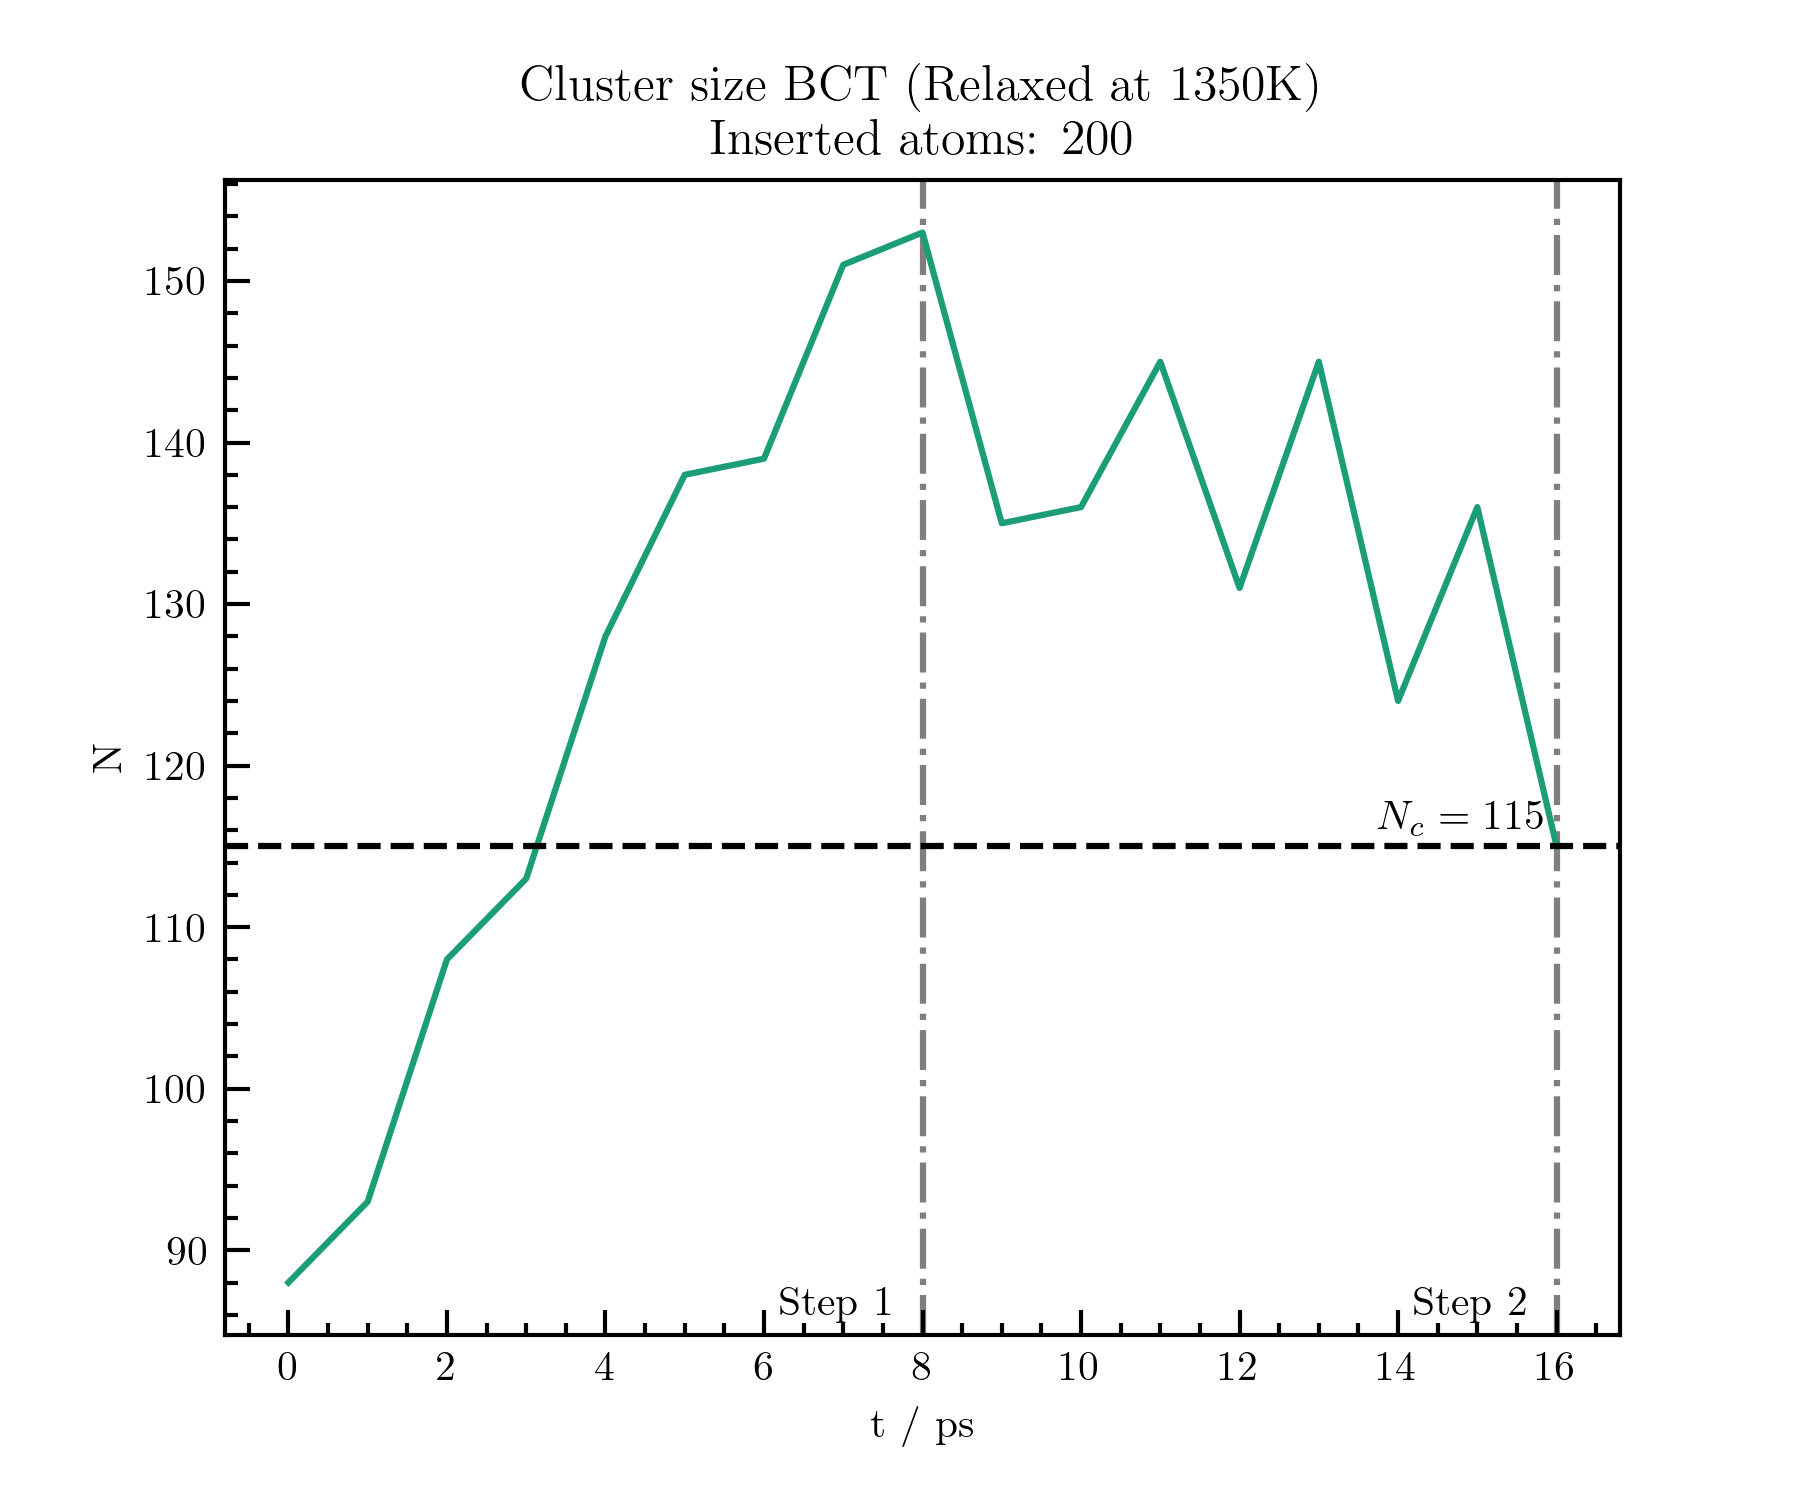 Cluster size BCT (Relaxed at 1350K)
Inserted atoms: 200
150
140
130
120
110
100
90
N
N_c = 115
Step 1
Step 2
0 2 4 6 8 10 12 14 16
t / ps